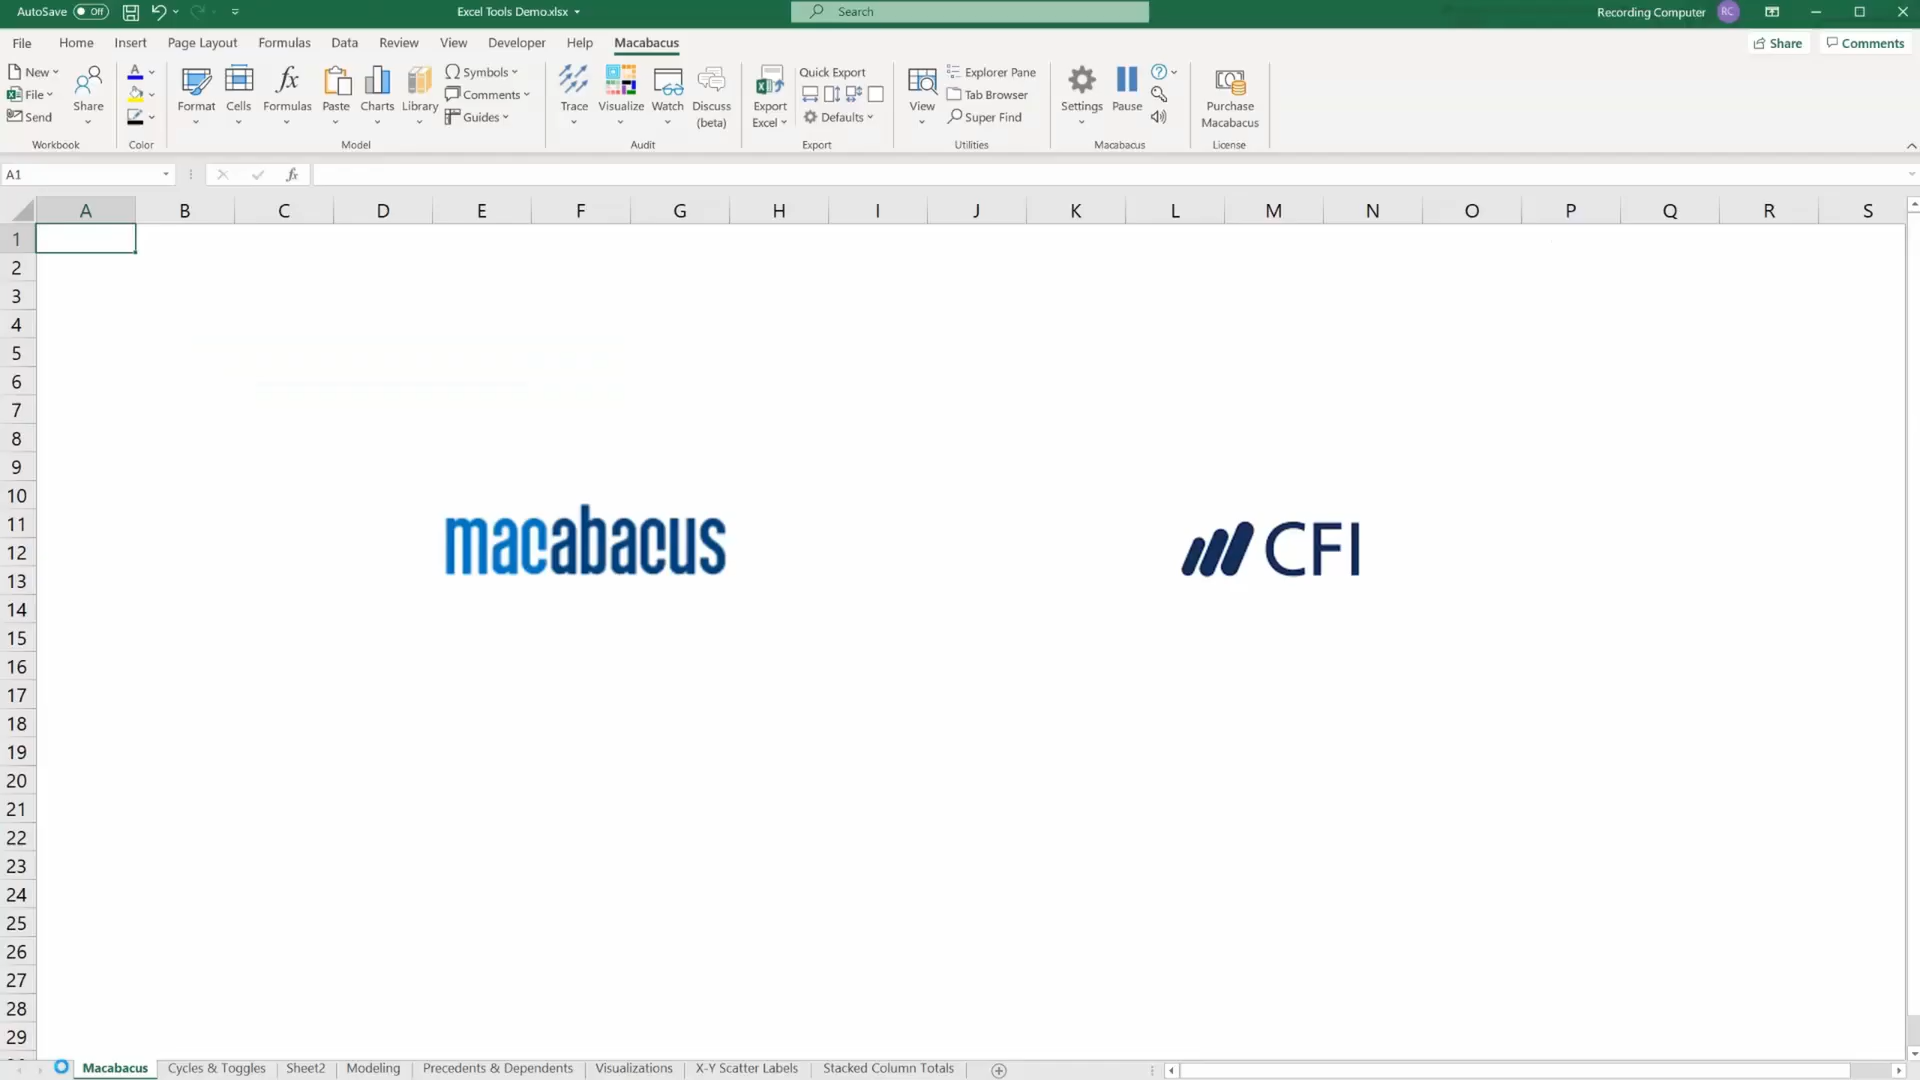 AutoSave Off Excel Tools Demo.xlsx Search Recording Computer RC
File Home Insert Page Layout Formulas Data Review View Developer Help Macabacus Share Comments
New File Send Share Workbook
Color
Format Cells Formulas Paste Charts Library Symbols Comments Guides Model
Trace Visualize Watch Discuss (beta) Audit
Export Excel Quick Export Defaults Export
View Explorer Pane Tab Browser Super Find Utilities
Settings Pause Macabacus
Purchase Macabacus License
A1 fx
A B C D E F G H I J K L M N O P Q R S
1
2
3
4
5
6
7
8
9
10
11
12
13
14
15
16
17
18
19
20
21
22
23
24
25
26
27
28
29
macabacus CFI
Macabacus Cycles & Toggles Sheet2 Modeling Precedents & Dependents Visualizations X-Y Scatter Labels Stacked Column Totals